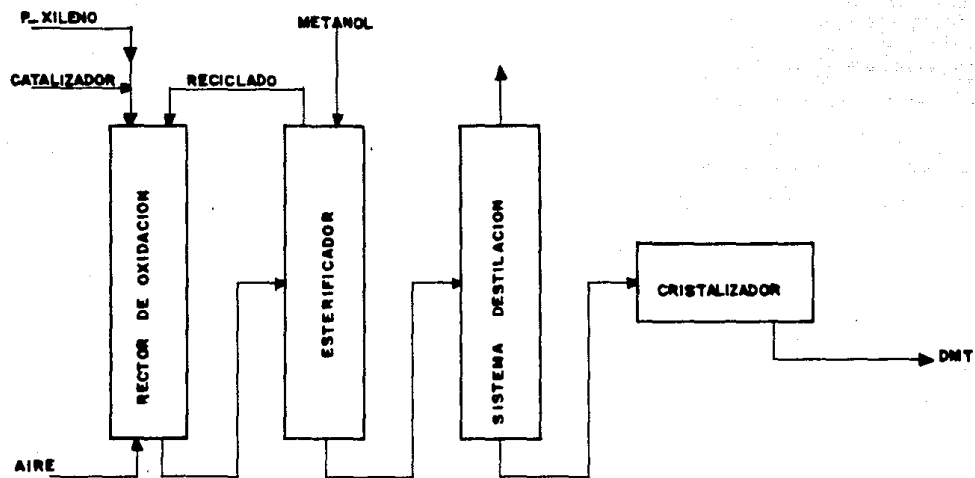 P_ XILENO
METANOL
CATALIZADOR
RECICLADO
RECTOR DE OXIDACION
ESTERIFICADOR
SISTEMA DESTILACION
CRISTALIZADOR
DMT
AIRE